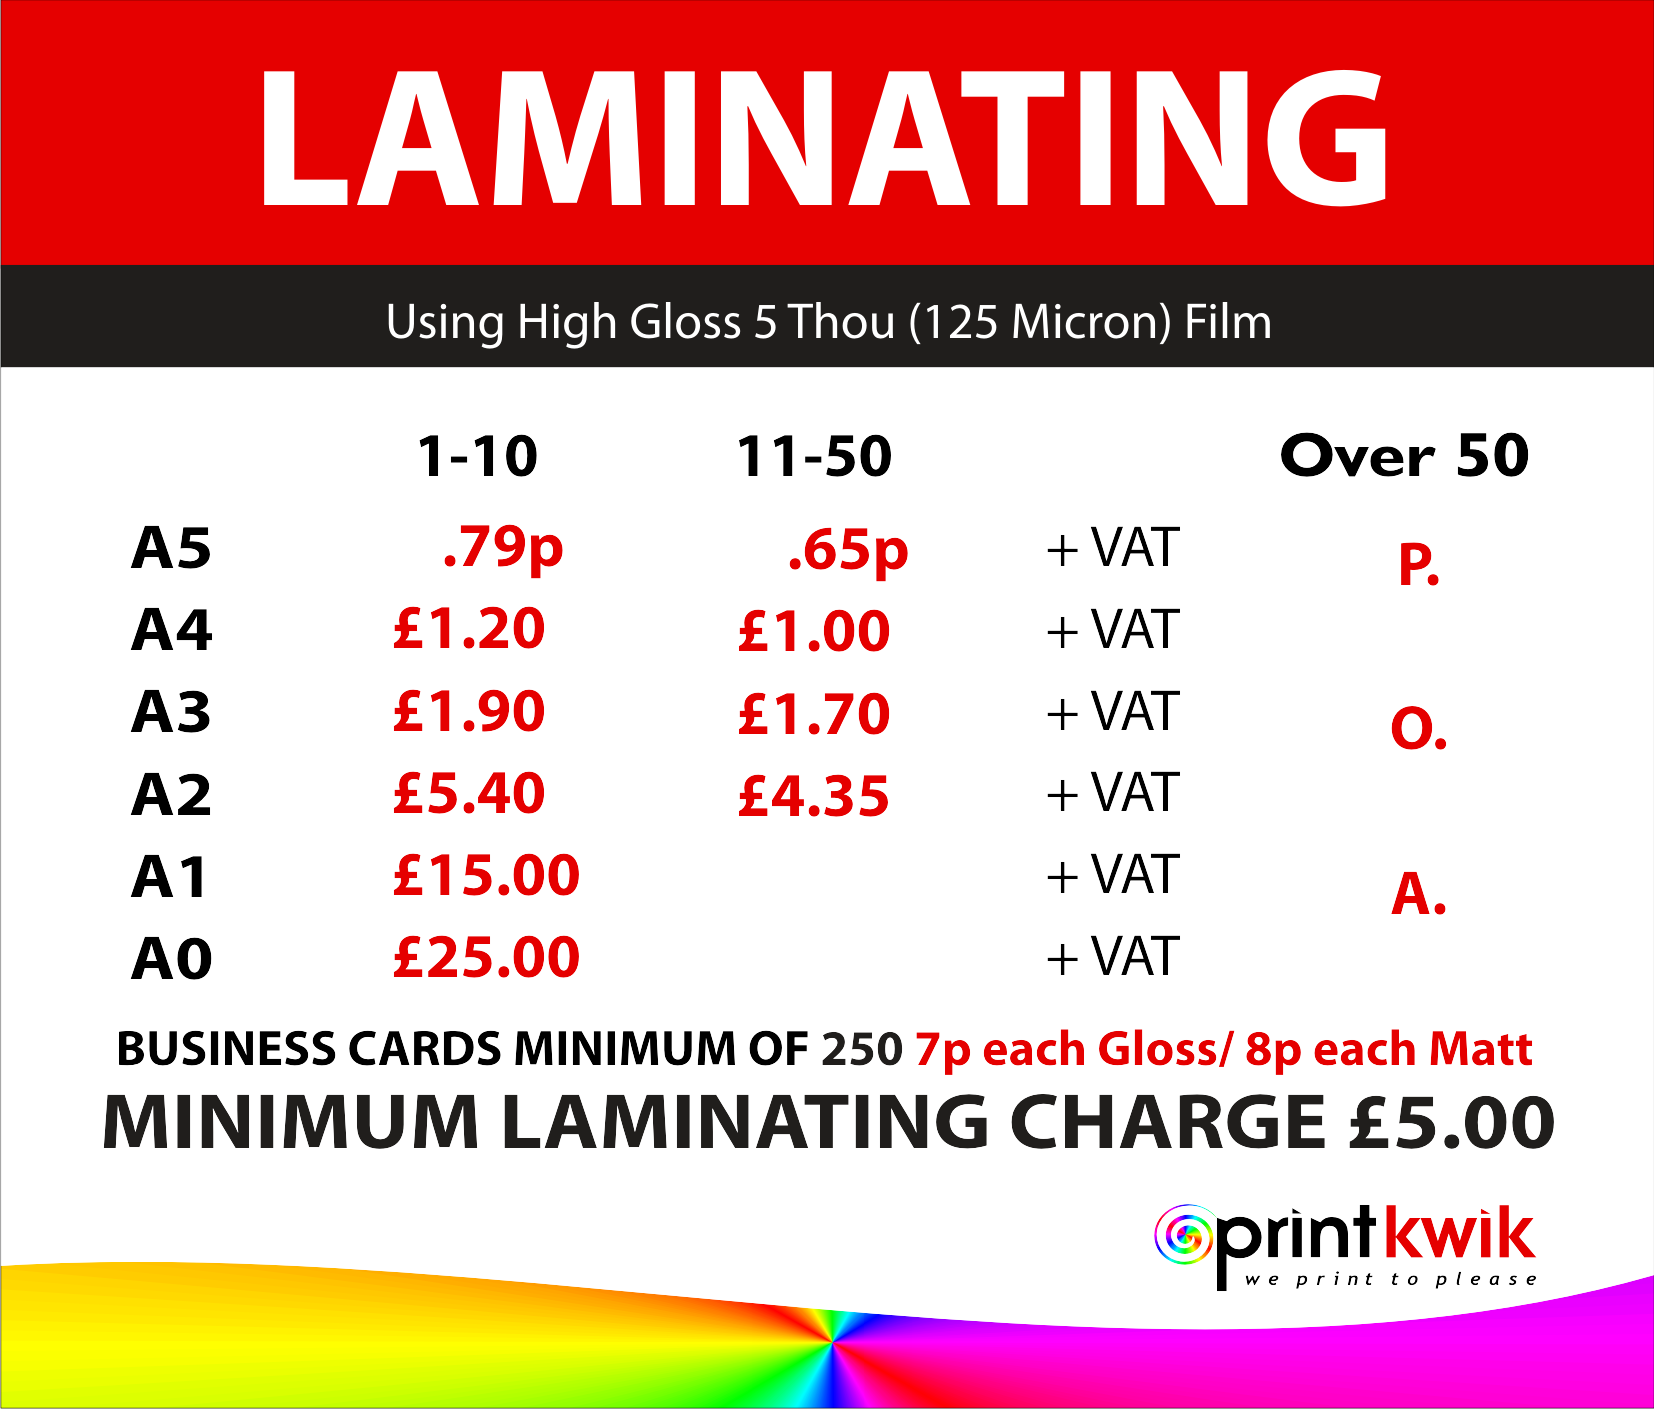 LAMINATING
Using High Gloss 5 Thou (125 Micron) Film
1-10 11-50 Over 50
A5 .79p .65p + VAT P.
A4 £1.20 £1.00 + VAT
A3 £1.90 £1.70 + VAT O.
A2 £5.40 £4.35 + VAT
A1 £15.00 + VAT A.
A0 £25.00 + VAT
BUSINESS CARDS MINIMUM OF 250 7p each Gloss/ 8p each Matt
MINIMUM LAMINATING CHARGE £5.00
printkwik
we print to please